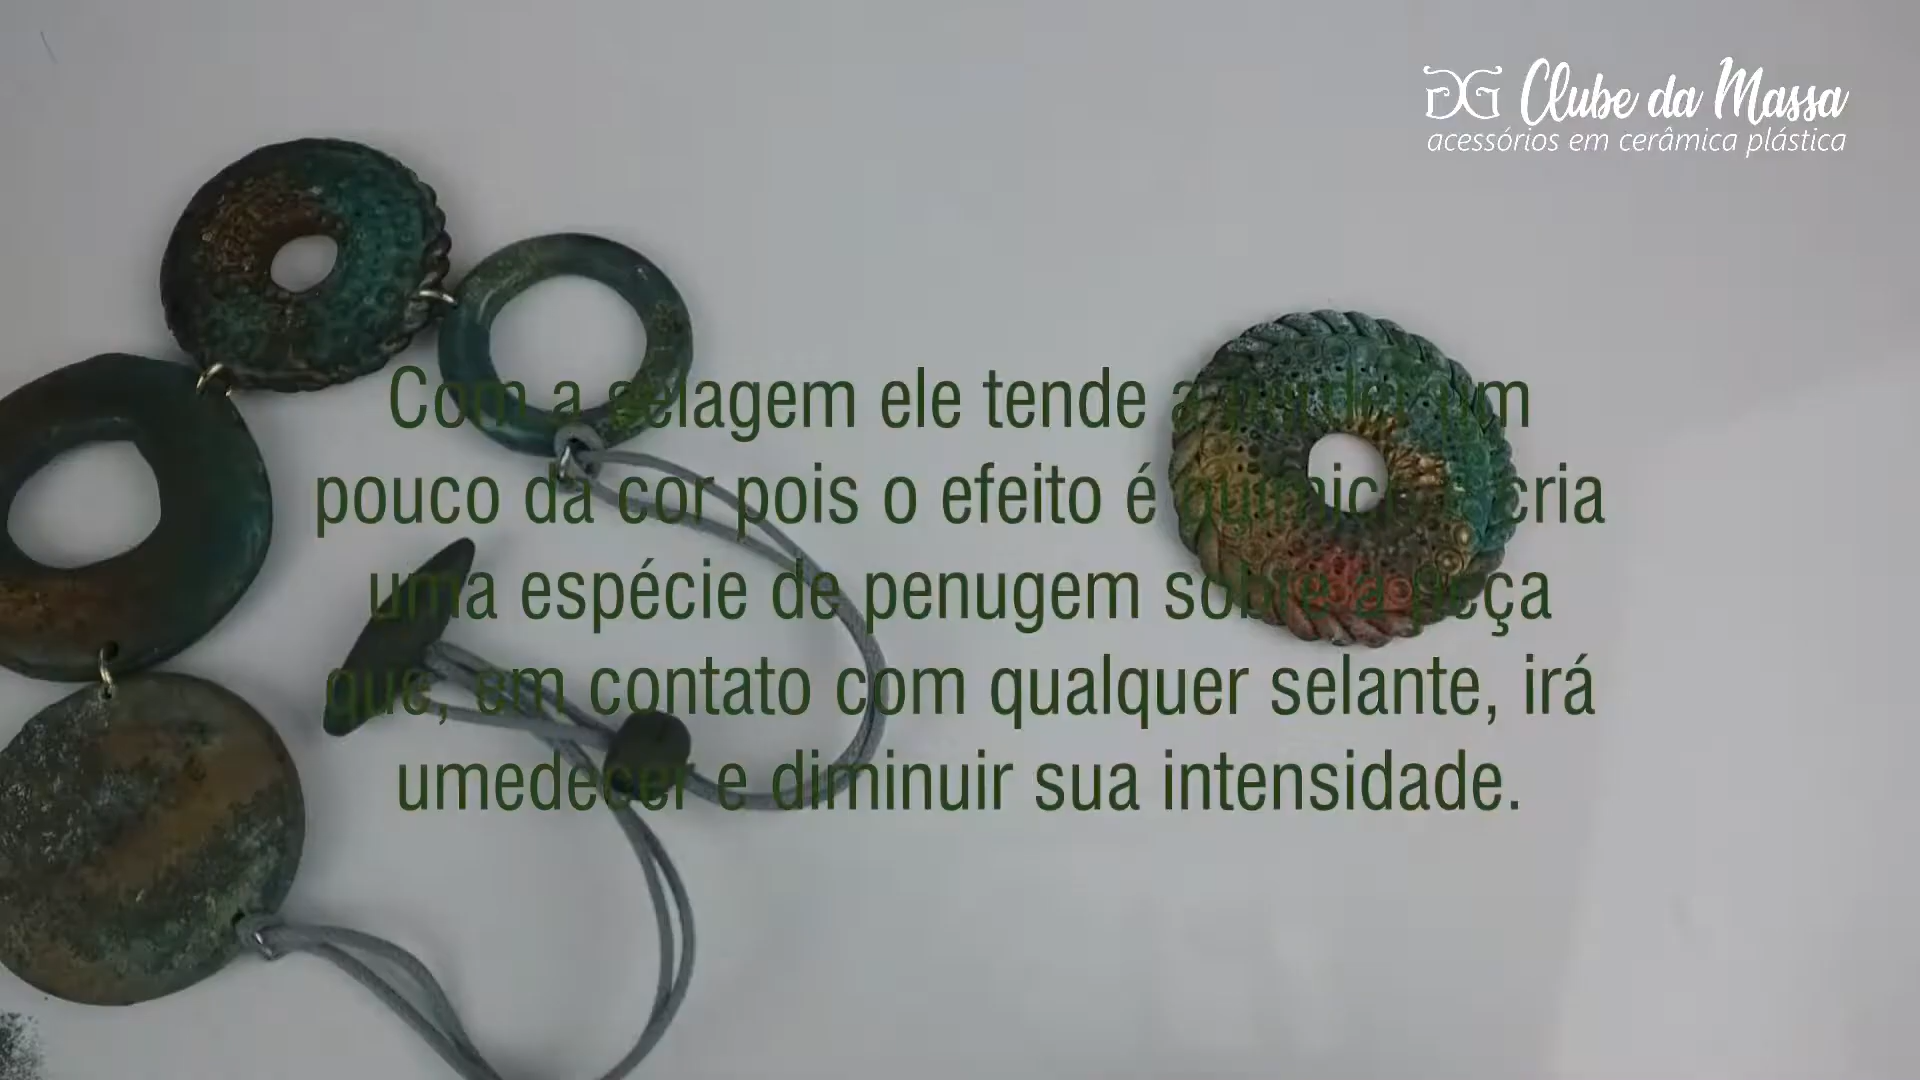 GG Clube da Massa
acessórios em cerâmica plástica
Com a selagem ele tende a perder um
pouco da cor pois o efeito é químico e cria
uma espécie de penugem sobre a peça
que, em contato com qualquer selante, irá
umedecer e diminuir sua intensidade.